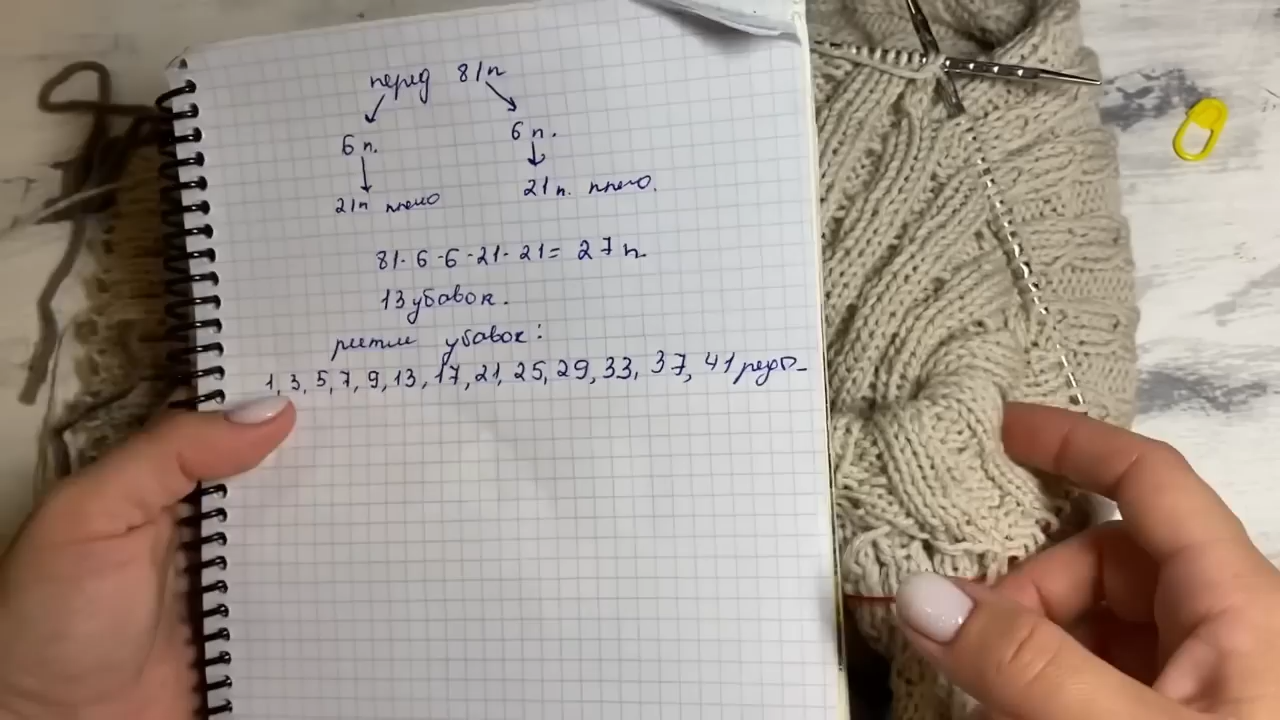 перед 81п
6 п. 6 п.
21п плечо 21п. плечо.
81-6-6-21-21= 27 п.
13 убавок.
ритм убавок:
1, 3, 5, 7, 9, 13, 17, 21, 25, 29, 33, 37, 41 ряд